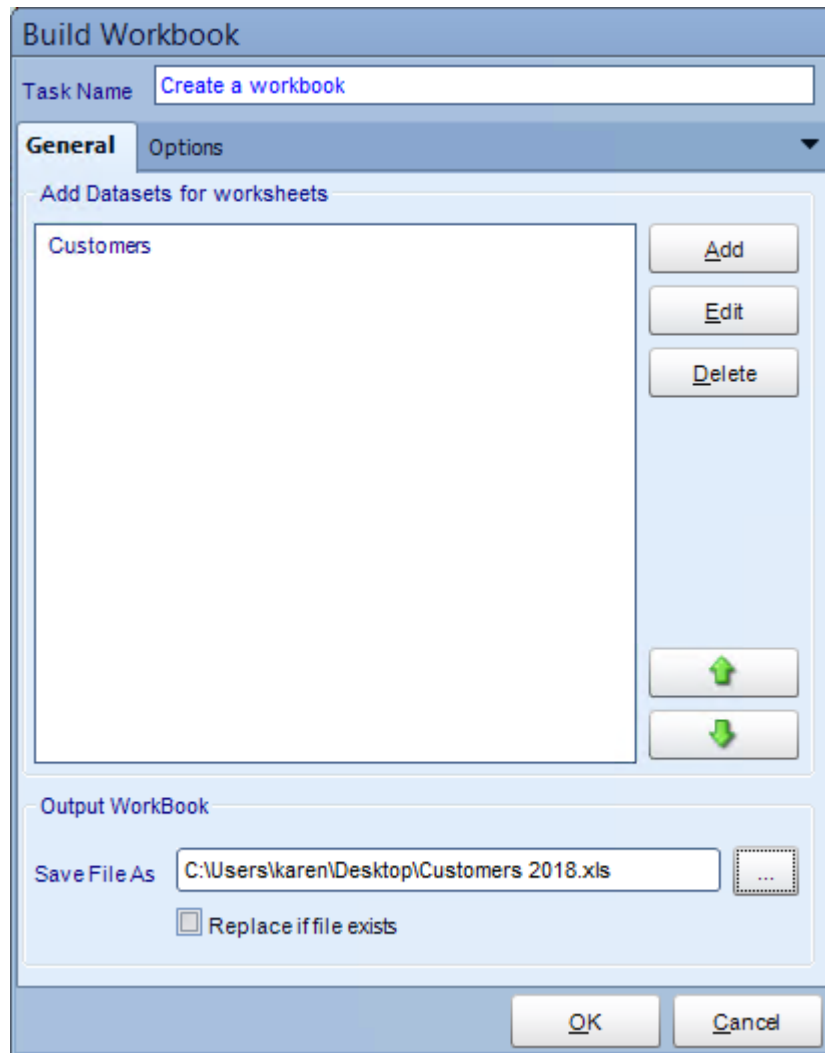 Build Workbook
Task Name Create a workbook
General Options
Add Datasets for worksheets
Customers
Add
Edit
Delete
Output WorkBook
Save File As C:\Users\karen\Desktop\Customers 2018.xls ...
Replace if file exists
OK Cancel